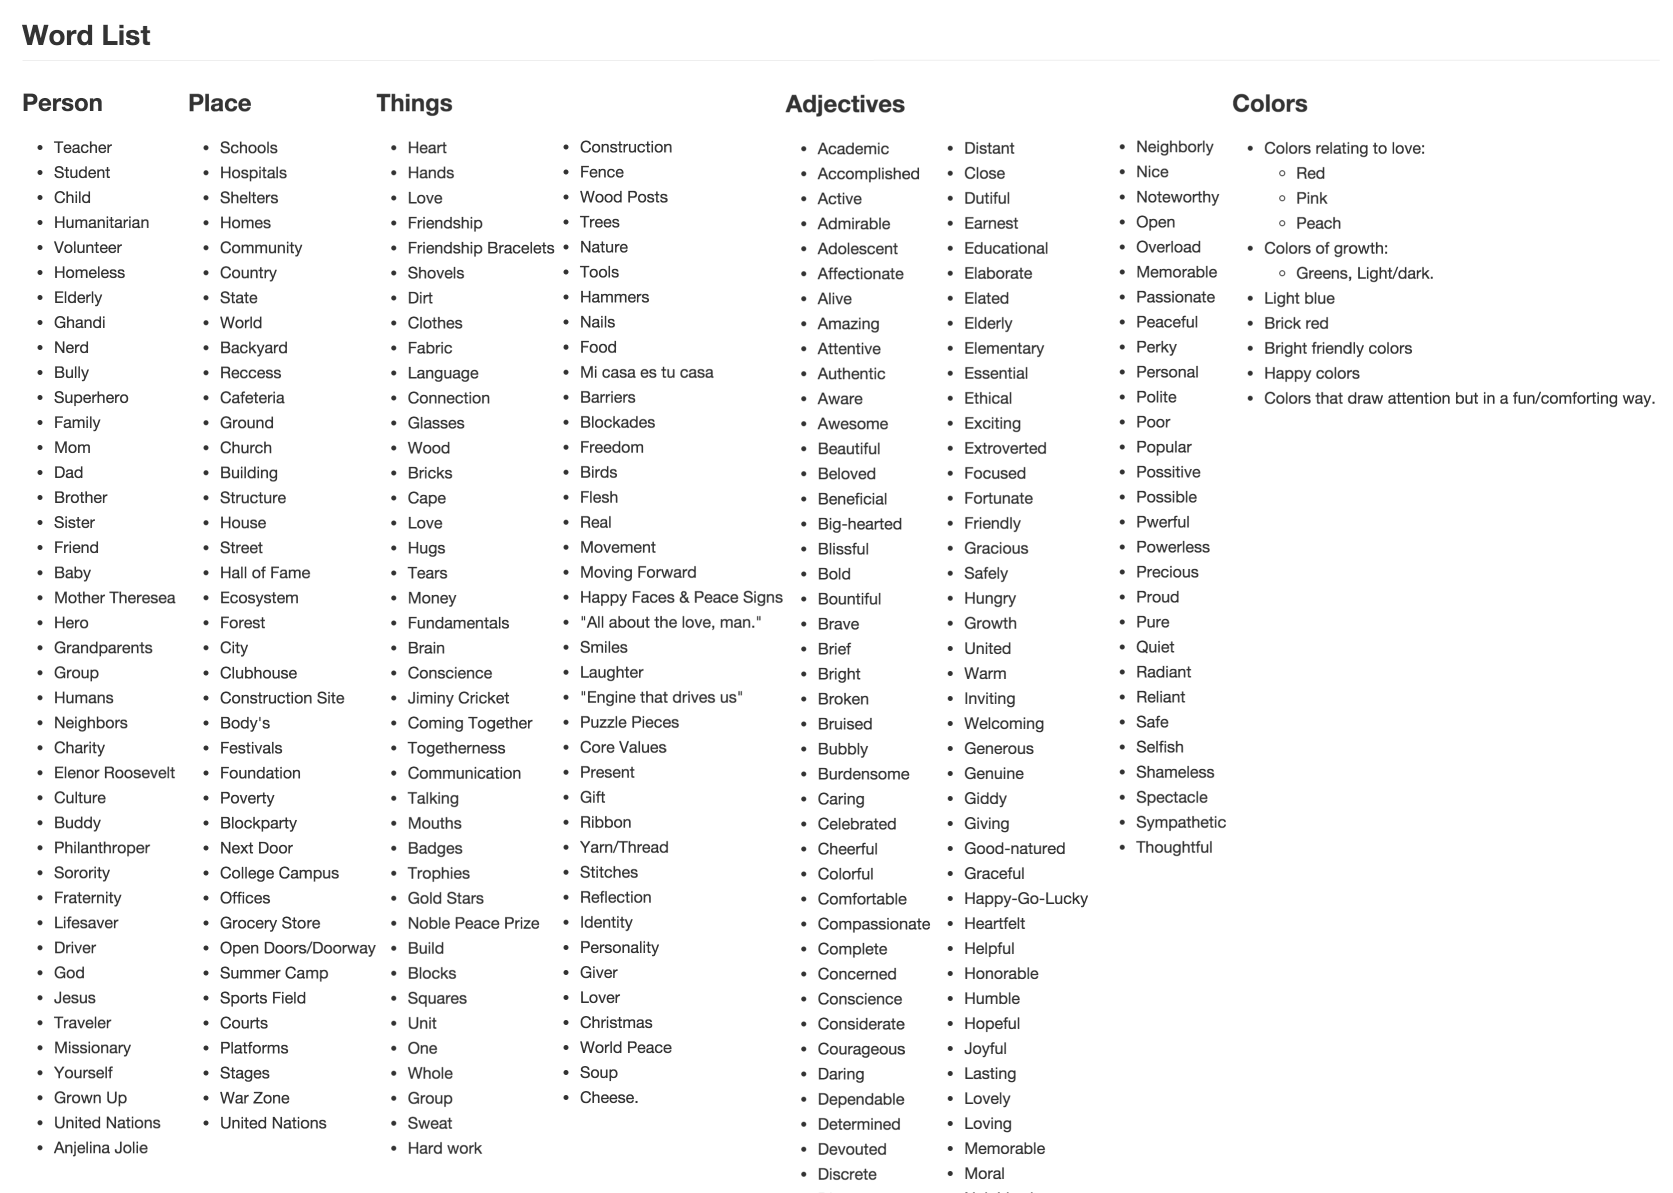 Word List
Person
Teacher
Student
Child
Humanitarian
Volunteer
Homeless
Elderly
Ghandi
Nerd
Bully
Superhero
Family
Mom
Dad
Brother
Sister
Friend
Baby
Mother Theresea
Hero
Grandparents
Group
Humans
Neighbors
Charity
Elenor Roosevelt
Culture
Buddy
Philanthroper
Sorority
Fraternity
Lifesaver
Driver
God
Jesus
Traveler
Missionary
Yourself
Grown Up
United Nations
Anjelina Jolie
Place
Schools
Hospitals
Shelters
Homes
Community
Country
State
World
Backyard
Reccess
Cafeteria
Ground
Church
Building
Structure
House
Street
Hall of Fame
Ecosystem
Forest
City
Clubhouse
Construction Site
Body's
Festivals
Foundation
Poverty
Blockparty
Next Door
College Campus
Offices
Grocery Store
Open Doors/Doorway
Summer Camp
Sports Field
Courts
Platforms
Stages
War Zone
United Nations
Things
Heart
Hands
Love
Friendship
Friendship Bracelets
Shovels
Dirt
Clothes
Fabric
Language
Connection
Glasses
Wood
Bricks
Cape
Love
Hugs
Tears
Money
Fundamentals
Brain
Conscience
Jiminy Cricket
Coming Together
Togetherness
Communication
Talking
Mouths
Badges
Trophies
Gold Stars
Noble Peace Prize
Build
Blocks
Squares
Unit
One
Whole
Group
Sweat
Hard work
Construction
Fence
Wood Posts
Trees
Nature
Tools
Hammers
Nails
Food
Mi casa es tu casa
Barriers
Blockades
Freedom
Birds
Flesh
Real
Movement
Moving Forward
Happy Faces & Peace Signs
"All about the love, man."
Smiles
Laughter
"Engine that drives us"
Puzzle Pieces
Core Values
Present
Gift
Ribbon
Yarn/Thread
Stitches
Reflection
Identity
Personality
Giver
Lover
Christmas
World Peace
Soup
Cheese.
Adjectives
Academic
Accomplished
Active
Admirable
Adolescent
Affectionate
Alive
Amazing
Attentive
Authentic
Aware
Awesome
Beautiful
Beloved
Beneficial
Big-hearted
Blissful
Bold
Bountiful
Brave
Brief
Bright
Broken
Bruised
Bubbly
Burdensome
Caring
Celebrated
Cheerful
Colorful
Comfortable
Compassionate
Complete
Concerned
Conscience
Considerate
Courageous
Daring
Dependable
Determined
Devouted
Discrete
Distant
Close
Dutiful
Earnest
Educational
Elaborate
Elated
Elderly
Elementary
Essential
Ethical
Exciting
Extroverted
Focused
Fortunate
Friendly
Gracious
Safely
Hungry
Growth
United
Warm
Inviting
Welcoming
Generous
Genuine
Giddy
Giving
Good-natured
Graceful
Happy-Go-Lucky
Heartfelt
Helpful
Honorable
Humble
Hopeful
Joyful
Lasting
Lovely
Loving
Memorable
Moral
Neighborly
Nice
Noteworthy
Open
Overload
Memorable
Passionate
Peaceful
Perky
Personal
Polite
Poor
Popular
Possitive
Possible
Pwerful
Powerless
Precious
Proud
Pure
Quiet
Radiant
Reliant
Safe
Selfish
Shameless
Spectacle
Sympathetic
Thoughtful
Colors
Colors relating to love:
Red
Pink
Peach
Colors of growth:
Greens, Light/dark.
Light blue
Brick red
Bright friendly colors
Happy colors
Colors that draw attention but in a fun/comforting way.